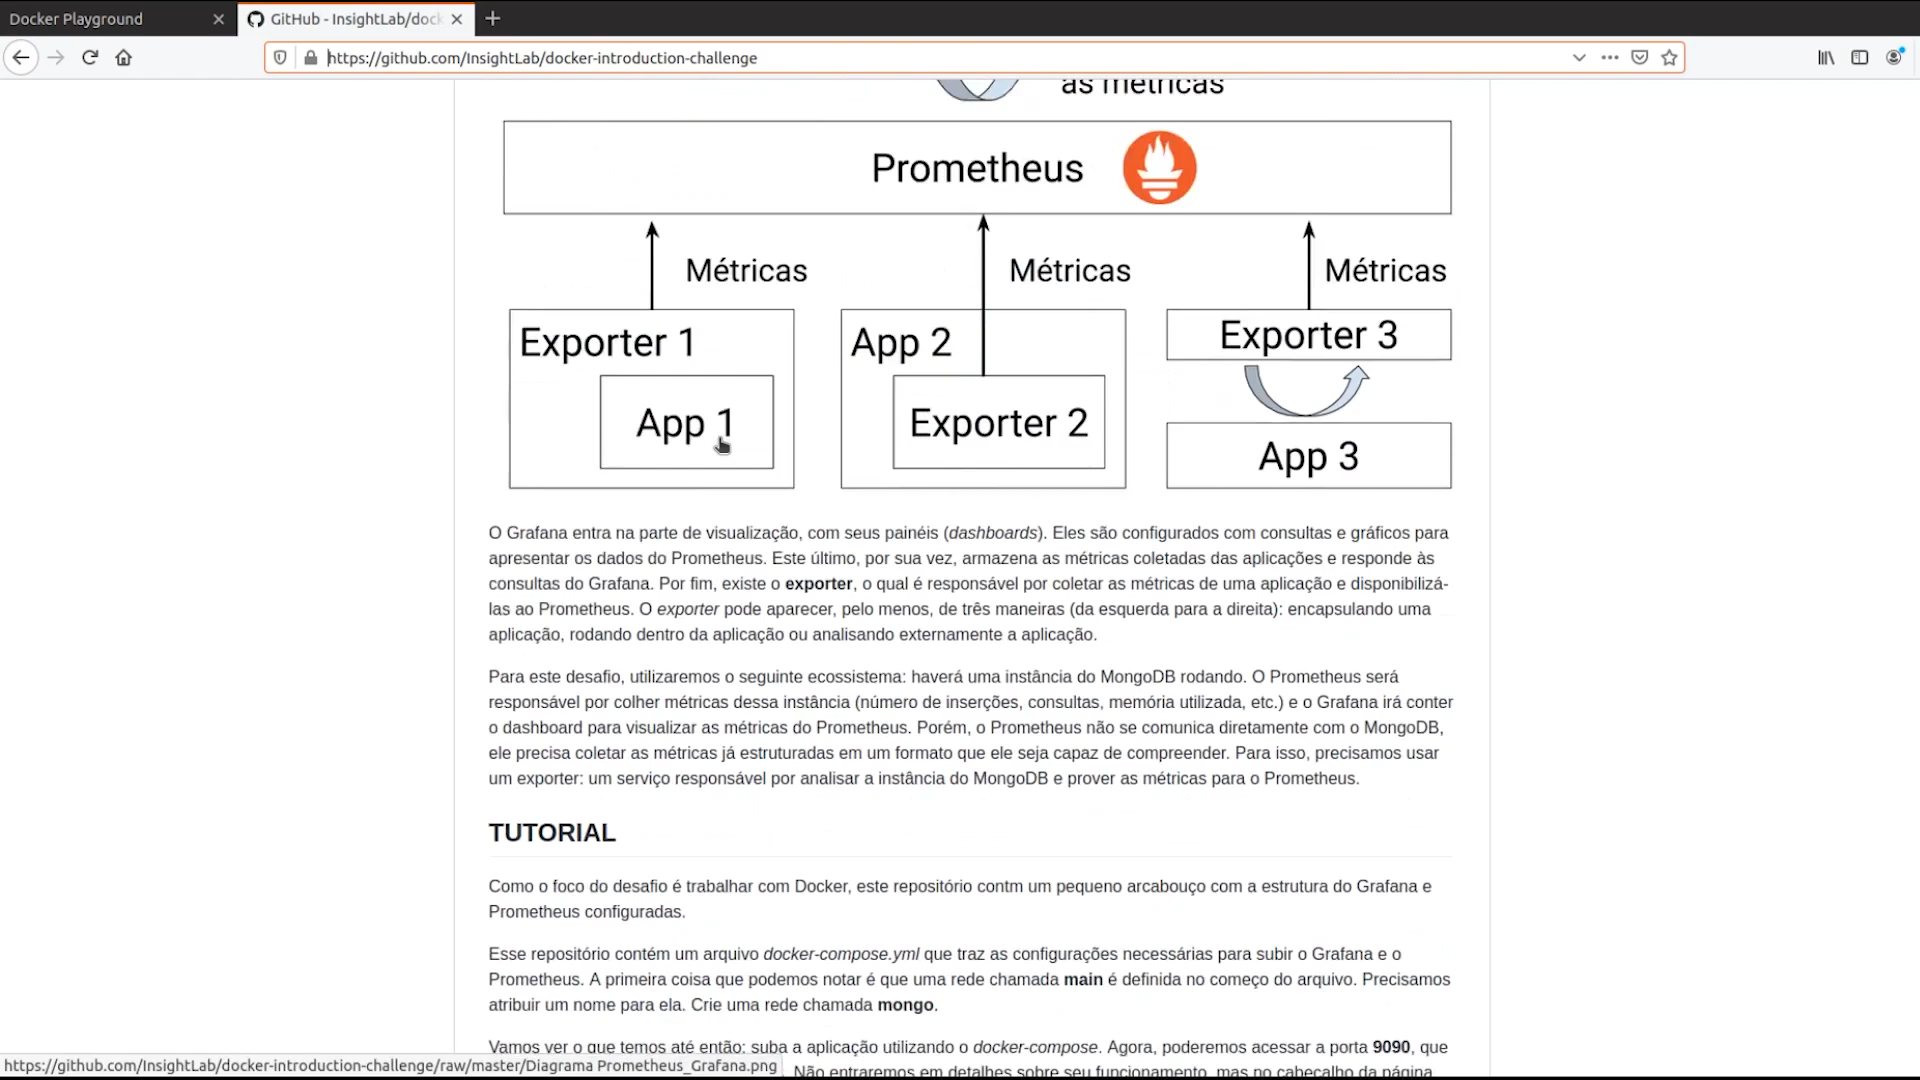 Docker Playground
GitHub - InsightLab/dock
https://github.com/InsightLab/docker-introduction-challenge
as métricas
Prometheus
Métricas
Métricas
Métricas
Exporter 1
App 2
Exporter 3
App 1
Exporter 2
App 3
O Grafana entra na parte de visualização, com seus painéis (dashboards). Eles são configurados com consultas e gráficos para
apresentar os dados do Prometheus. Este último, por sua vez, armazena as métricas coletadas das aplicações e responde às
consultas do Grafana. Por fim, existe o exporter, o qual é responsável por coletar as métricas de uma aplicação e disponibilizá-
las ao Prometheus. O exporter pode aparecer, pelo menos, de três maneiras (da esquerda para a direita): encapsulando uma
aplicação, rodando dentro da aplicação ou analisando externamente a aplicação.
Para este desafio, utilizaremos o seguinte ecossistema: haverá uma instância do MongoDB rodando. O Prometheus será
responsável por colher métricas dessa instância (número de inserções, consultas, memória utilizada, etc.) e o Grafana irá conter
o dashboard para visualizar as métricas do Prometheus. Porém, o Prometheus não se comunica diretamente com o MongoDB,
ele precisa coletar as métricas já estruturadas em um formato que ele seja capaz de compreender. Para isso, precisamos usar
um exporter: um serviço responsável por analisar a instância do MongoDB e prover as métricas para o Prometheus.
TUTORIAL
Como o foco do desafio é trabalhar com Docker, este repositório contm um pequeno arcabouço com a estrutura do Grafana e
Prometheus configuradas.
Esse repositório contém um arquivo docker-compose.yml que traz as configurações necessárias para subir o Grafana e o
Prometheus. A primeira coisa que podemos notar é que uma rede chamada main é definida no começo do arquivo. Precisamos
atribuir um nome para ela. Crie uma rede chamada mongo.
Vamos ver o que temos até então: suba a aplicação utilizando o docker-compose. Agora, poderemos acessar a porta 9090, que
https://github.com/InsightLab/docker-introduction-challenge/raw/master/Diagrama Prometheus_Grafana.png
Não entraremos em detalhes sobre seu funcionamento, mas no cabeçalho da página